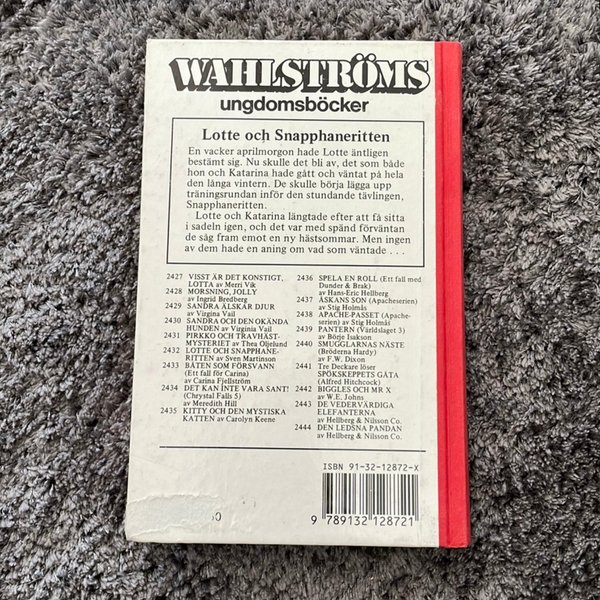 WAHLSTRÖMS
ungdomsböcker
Lotte och Snapphaneritten
En vacker aprilmorgon hade Lotte äntligen
bestämt sig. Nu skulle det bli av, det som både
hon och Katarina hade gått och väntat på hela
den långa vintern. De skulle börja lägga upp
träningsrundan inför den stundande tävlingen,
Snapphaneritten.
Lotte och Katarina längtade efter att få sitta
i sadeln igen, och det var med spänd förväntan
de såg fram emot en ny hästsommar. Men ingen
av dem hade en aning om vad som väntade . . .
2427 VISST ÄR DET KONSTIGT,
LOTTA av Merri Vik
2428 MORSNING, JOLLY
av Ingrid Bredberg
2429 SANDRA ÄLSKAR DJUR
av Virginia Vail
2430 SANDRA OCH DEN OKÄNDA
HUNDEN av Virginia Vail
2431 PIRKKO OCH TRAVHÄST-
MYSTERIET av Thea Oljelund
2432 LOTTE OCH SNAPPHANE-
RITTEN av Sven Martinson
2433 BÅTEN SOM FÖRSVANN
(Ett fall för Carina)
av Carina Fjellström
2434 DET KAN INTE VARA SANT!
(Chrystal Falls 5)
av Meredith Hill
2435 KITTY OCH DEN MYSTISKA
KATTEN av Carolyn Keene
2436 SPELA EN ROLL (Ett fall med
Dunder & Brak)
av Hans-Eric Hellberg
2437 ÅSKANS SON (Apacheserien)
av Stig Holmås
2438 APACHE-PASSET (Apache-
serien) av Stig Holmås
2439 PANTERN (Världslaget 3)
av Börje Isakson
2440 SMUGGLARNAS NÄSTE
(Bröderna Hardy)
av F.W. Dixon
2441 Tre Deckare löser
SPÖKSKEPPETS GÅTA
(Alfred Hitchcock)
2442 BIGGLES OCH MR X
av W.E. Johns
2443 DE VEDERVÄRDIGA
ELEFANTERNA
av Hellberg & Nilsson Co.
2444 DEN LEDSNA PANDAN
av Hellberg & Nilsson Co.
ISBN 91-32-12872-X
9 789132 128721